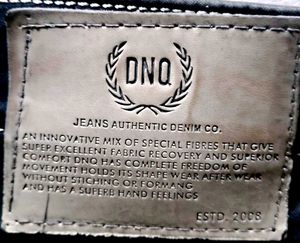 DNQ
JEANS AUTHENTIC DENIM CO.
AN INNOVATIVE MIX OF SPECIAL FIBRES THAT GIVE
SUPER EXCELLENT FABRIC RECOVERY AND SUPERIOR
COMFORT DNQ HAS COMPLETE FREEDOM OF
MOVEMENT HOLDS ITS SHAPE WEAR AFTER WEAR
WITHOUT STICHING OR FORMANG
AND HAS A SUPERB HAND FEELINGS
ESTD. 2008